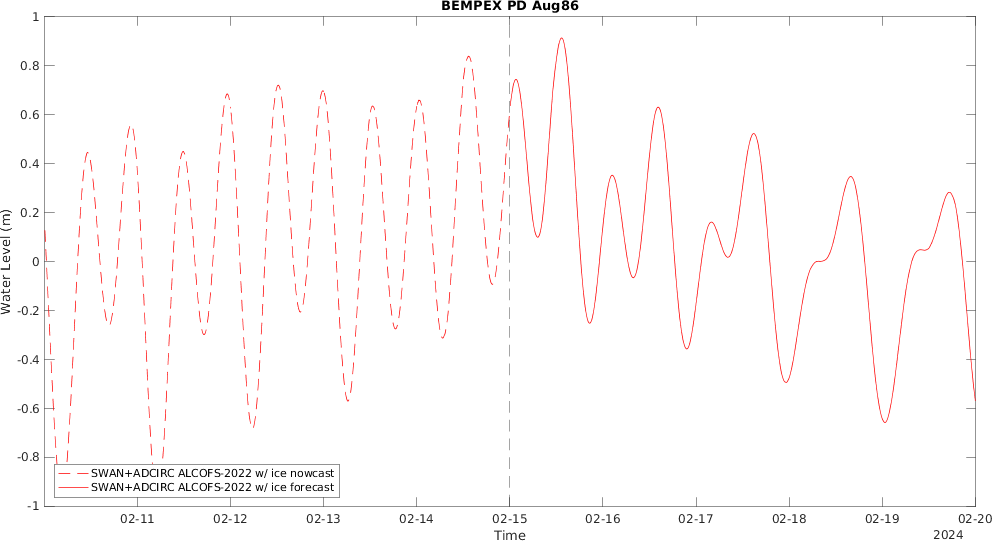 BEMPEX PD Aug86
1
0.8
0.6
0.4
0.2
0
-0.2
-0.4
-0.6
-0.8
-1
Water Level (m)
SWAN+ADCIRC ALCOFS-2022 w/ ice nowcast
SWAN+ADCIRC ALCOFS-2022 w/ ice forecast
02-11 02-12 02-13 02-14 02-15 02-16 02-17 02-18 02-19 02-20
Time
2024